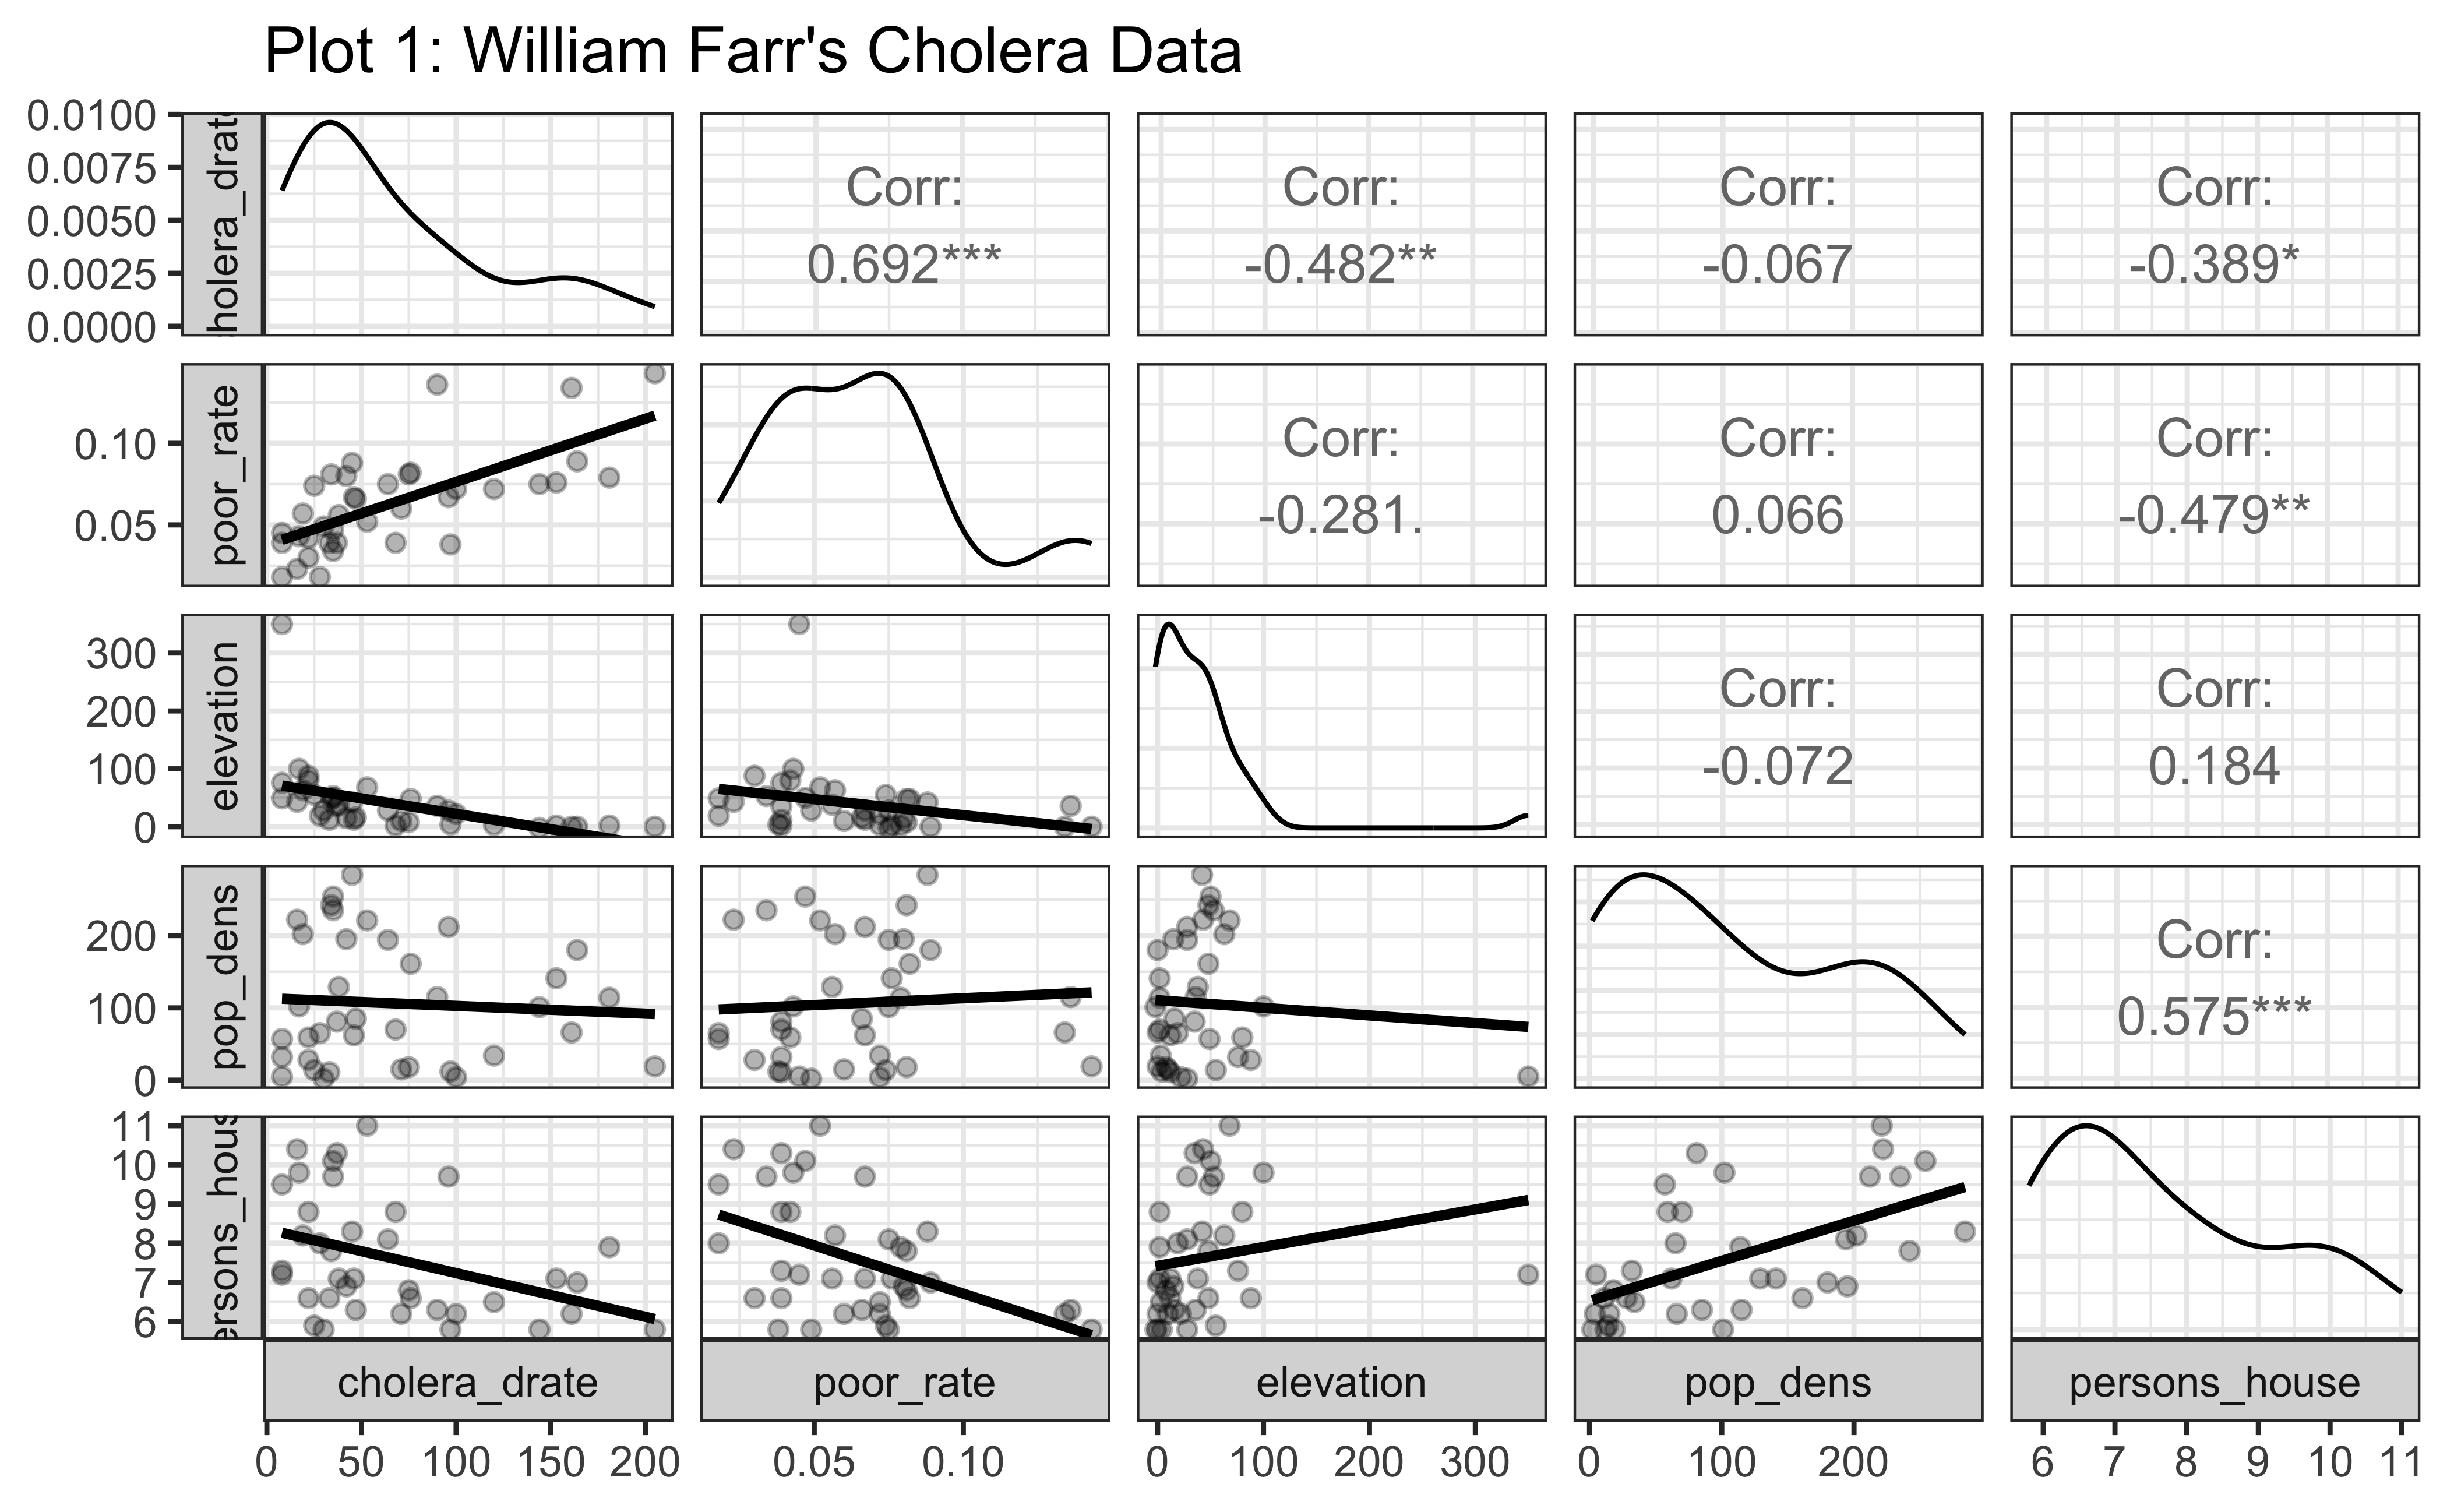 Plot 1: William Farr's Cholera Data
0.0100
0.0075
0.0050
0.0025
0.0000
Corr:
0.692***
Corr:
-0.482**
Corr:
-0.067
Corr:
-0.389*
poor_rate
0.10
0.05
Corr:
-0.281.
Corr:
0.066
Corr:
-0.479**
elevation
300
200
100
0
Corr:
-0.072
Corr:
0.184
pop_dens
200
100
0
Corr:
0.575***
11
10
9
8
7
6
cholera_drate poor_rate elevation pop_dens persons_house
0 50 100 150 200 0.05 0.10 0 100 200 300 0 100 200 6 7 8 9 10 11